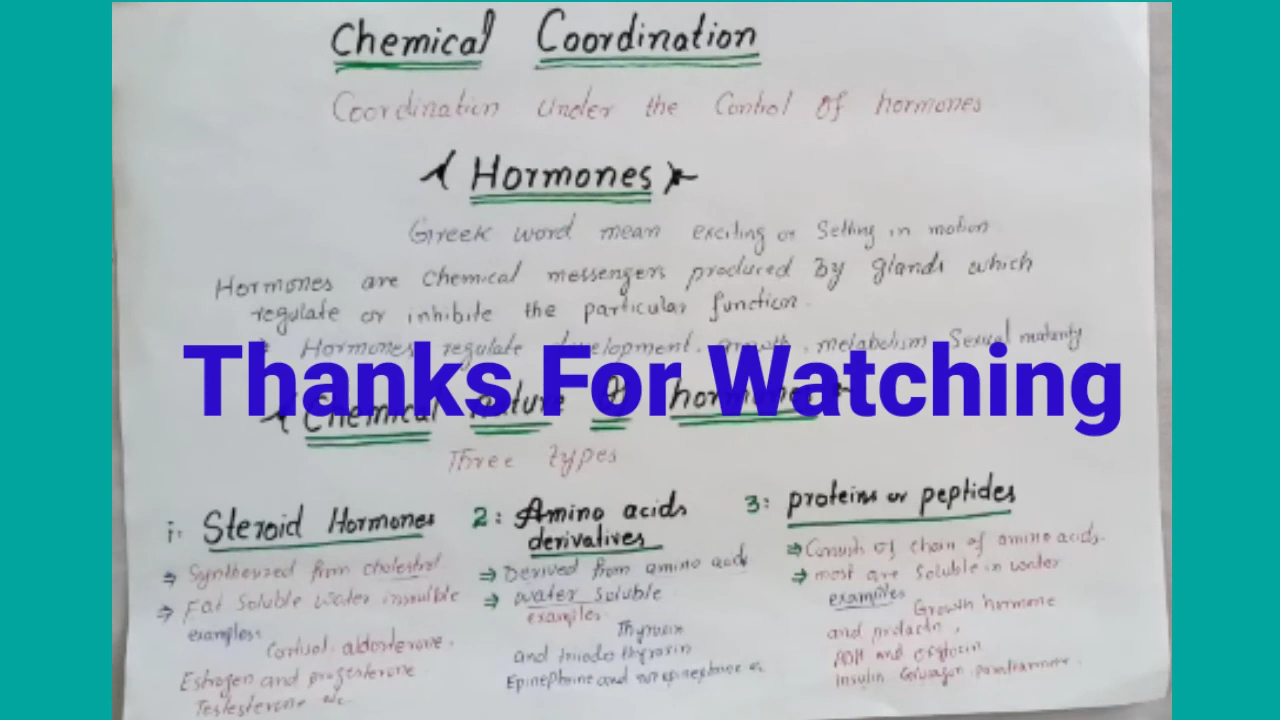 Chemical Coordination
Coordination under the Control of hormones
Hormones
Greek word mean exciting or Setting in motion
Hormones are chemical messengers produced by glands which
regulate or inhibite the particular function.
Hormones regulate development, growth, metabolism, Sexual maturity
Thanks For Watching
Chemical nature of hormones
Three types
1. Steroid Hormones
Synthesized from cholestrol
Fat Soluble Water insoluble
examples:
Cortisol, aldosterone.
Estrogen and progesterone
Testesterone etc
2: Amino acids
derivatives
Derived from amino acids
water soluble
examples
Thyroxin
and triiodothyroxin
Epinephrine and norepinephrine
3: proteins or peptides
Consists of chain of amino acids.
most are Soluble in water
examples
Growth hormone
and prolactin,
ADH and oxytocin
Insulin Glucagon